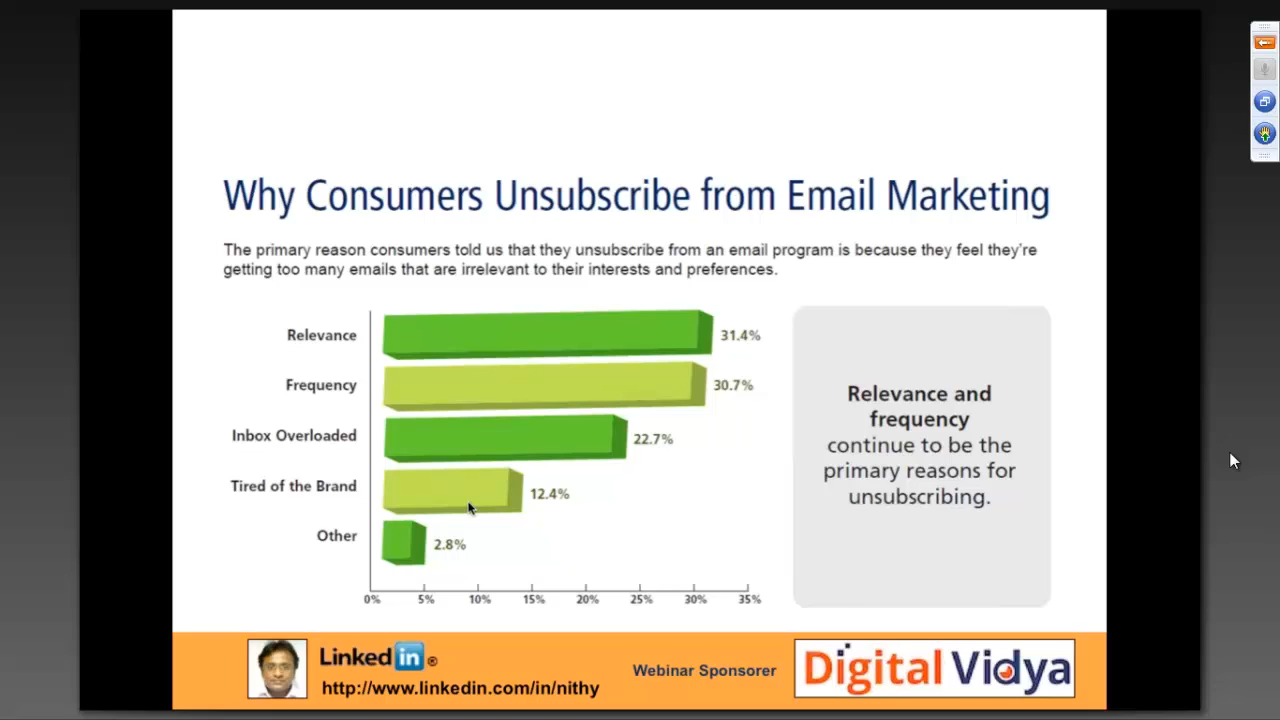 Why Consumers Unsubscribe from Email Marketing
The primary reason consumers told us that they unsubscribe from an email program is because they feel they're
getting too many emails that are irrelevant to their interests and preferences.
Relevance
31.4%
Frequency
30.7%
Inbox Overloaded
22.7%
Tired of the Brand
12.4%
Other
2.8%
0% 5% 10% 15% 20% 25% 30% 35%
Relevance and
frequency
continue to be the
primary reasons for
unsubscribing.
Linked in ®
http://www.linkedin.com/in/nithy
Webinar Sponsorer
Digital Vidya